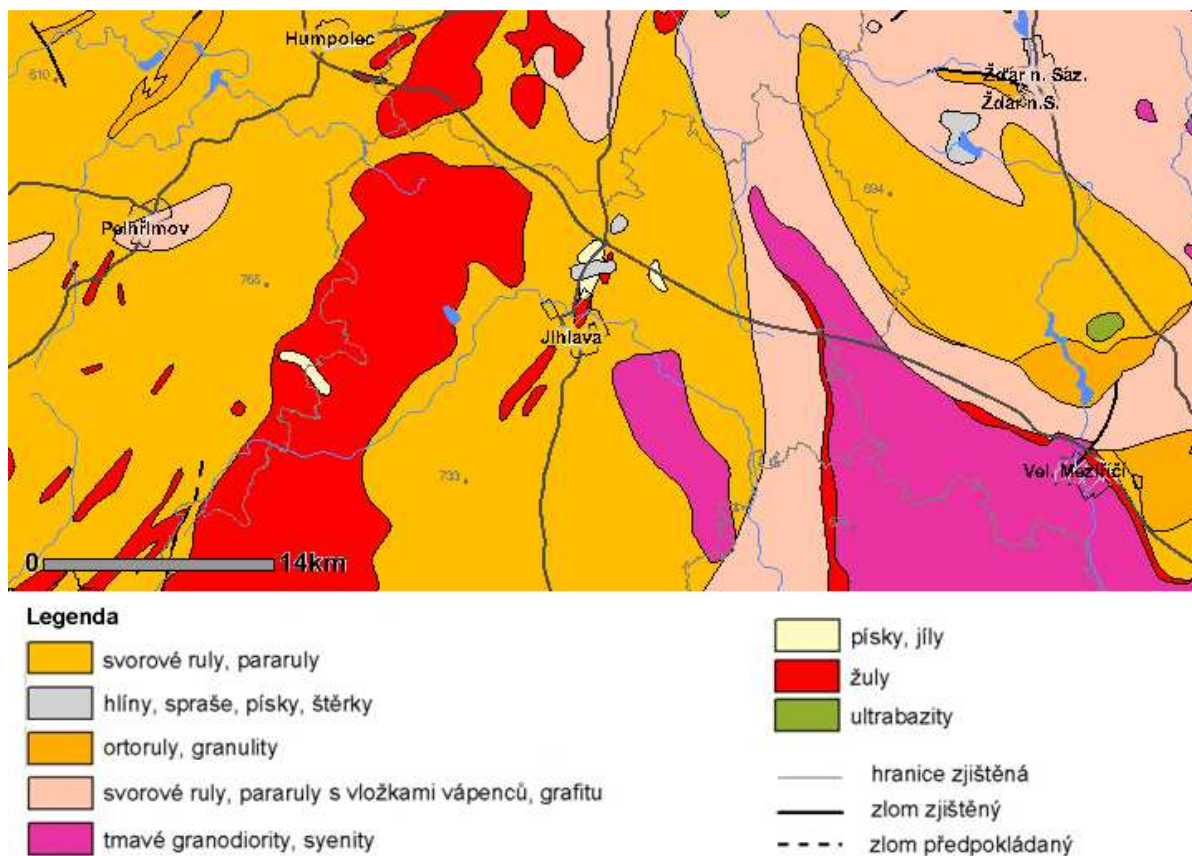 Humpolec
610
Žďár n. Sáz.
Žďár n.S.
694
Pelhřimov
765
Jihlava
733
Vel. Meziříčí
0 14km
Legenda
svorové ruly, pararuly
hlíny, spraše, písky, štěrky
ortoruly, granulity
svorové ruly, pararuly s vložkami vápenců, grafitu
tmavé granodiority, syenity
písky, jíly
žuly
ultrabazity
hranice zjištěná
zlom zjištěný
zlom předpokládaný